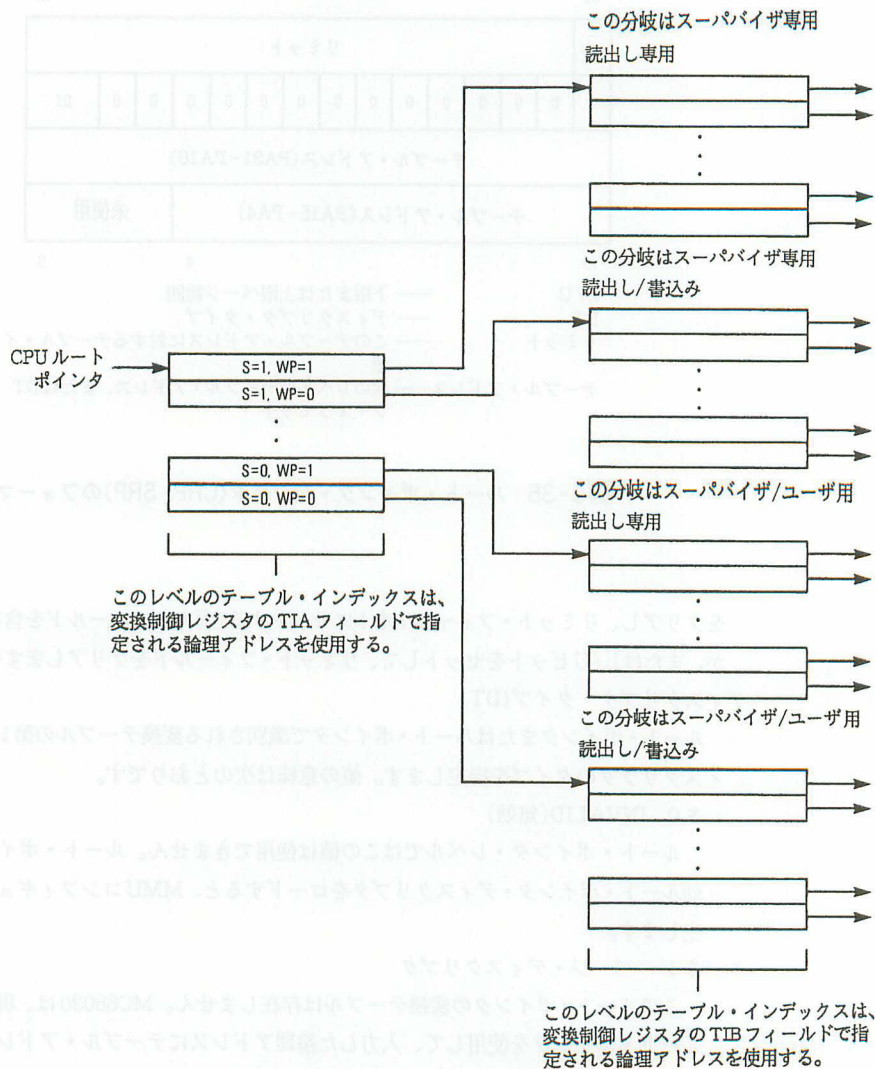 この分岐はスーパバイザ専用
読出し専用
この分岐はスーパバイザ専用
読出し/書込み
CPUルート
ポインタ
S=1, WP=1
S=1, WP=0
S=0, WP=1
S=0, WP=0
この分岐はスーパバイザ/ユーザ用
読出し専用
このレベルのテーブル・インデックスは、
変換制御レジスタのTIAフィールドで指
定される論理アドレスを使用する。
この分岐はスーパバイザ/ユーザ用
読出し/書込み
このレベルのテーブル・インデックスは、
変換制御レジスタのTIBフィールドで指
定される論理アドレスを使用する。